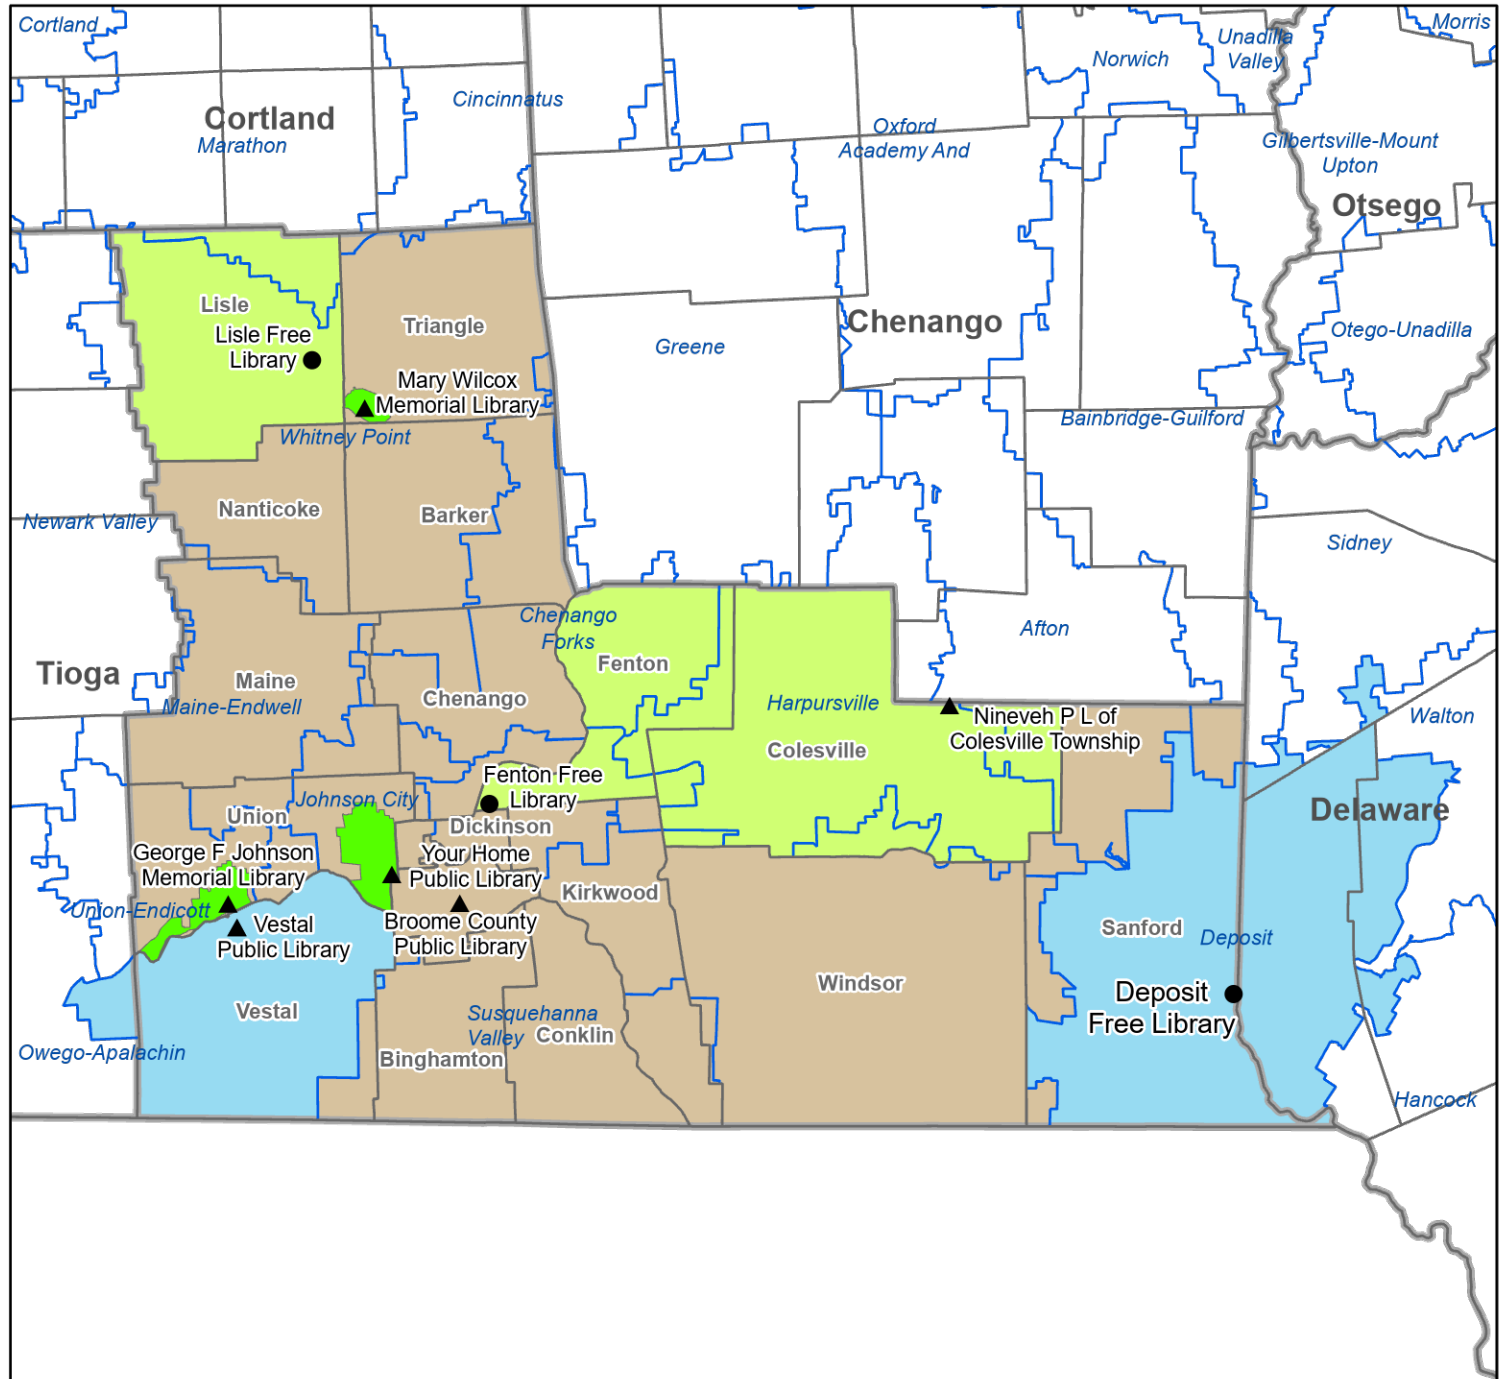 Cortland
Morris
Unadilla
Valley
Norwich
Cincinnatus
Cortland
Marathon
Oxford
Academy And
Gilbertsville-Mount
Upton
Otsego
Lisle
Lisle Free
Library
Triangle
Chenango
Greene
Otego-Unadilla
Mary Wilcox
Memorial Library
Whitney Point
Bainbridge-Guilford
Nanticoke
Barker
Newark Valley
Sidney
Chenango
Forks
Afton
Fenton
Tioga
Maine
Maine-Endwell
Chenango
Harpursville
Nineveh P L of
Colesville Township
Colesville
Walton
Fenton Free
Library
Johnson City
Union
Dickinson
Delaware
George F Johnson
Memorial Library
Your Home
Public Library
Kirkwood
Union-Endicott
Vestal
Public Library
Broome County
Public Library
Sanford
Deposit
Windsor
Deposit
Free Library
Vestal
Susquehanna
Valley
Conklin
Owego-Apalachin
Binghamton
Hancock